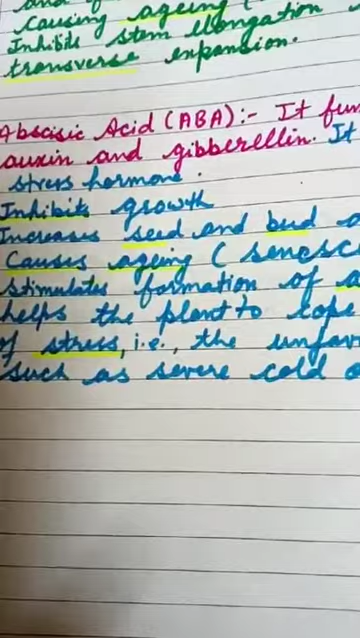 causing ageing (
Inhibits stem elongation
transverse expansion.
Abscisic Acid (ABA):- It fun
auxin and gibberellin. It
stress hormone.
Inhibits growth
Increases seed and bud
Causes ageing ( senesc
Stimulates formation of
helps the plant to cope
of stress, i.e., the unfav
such as severe cold